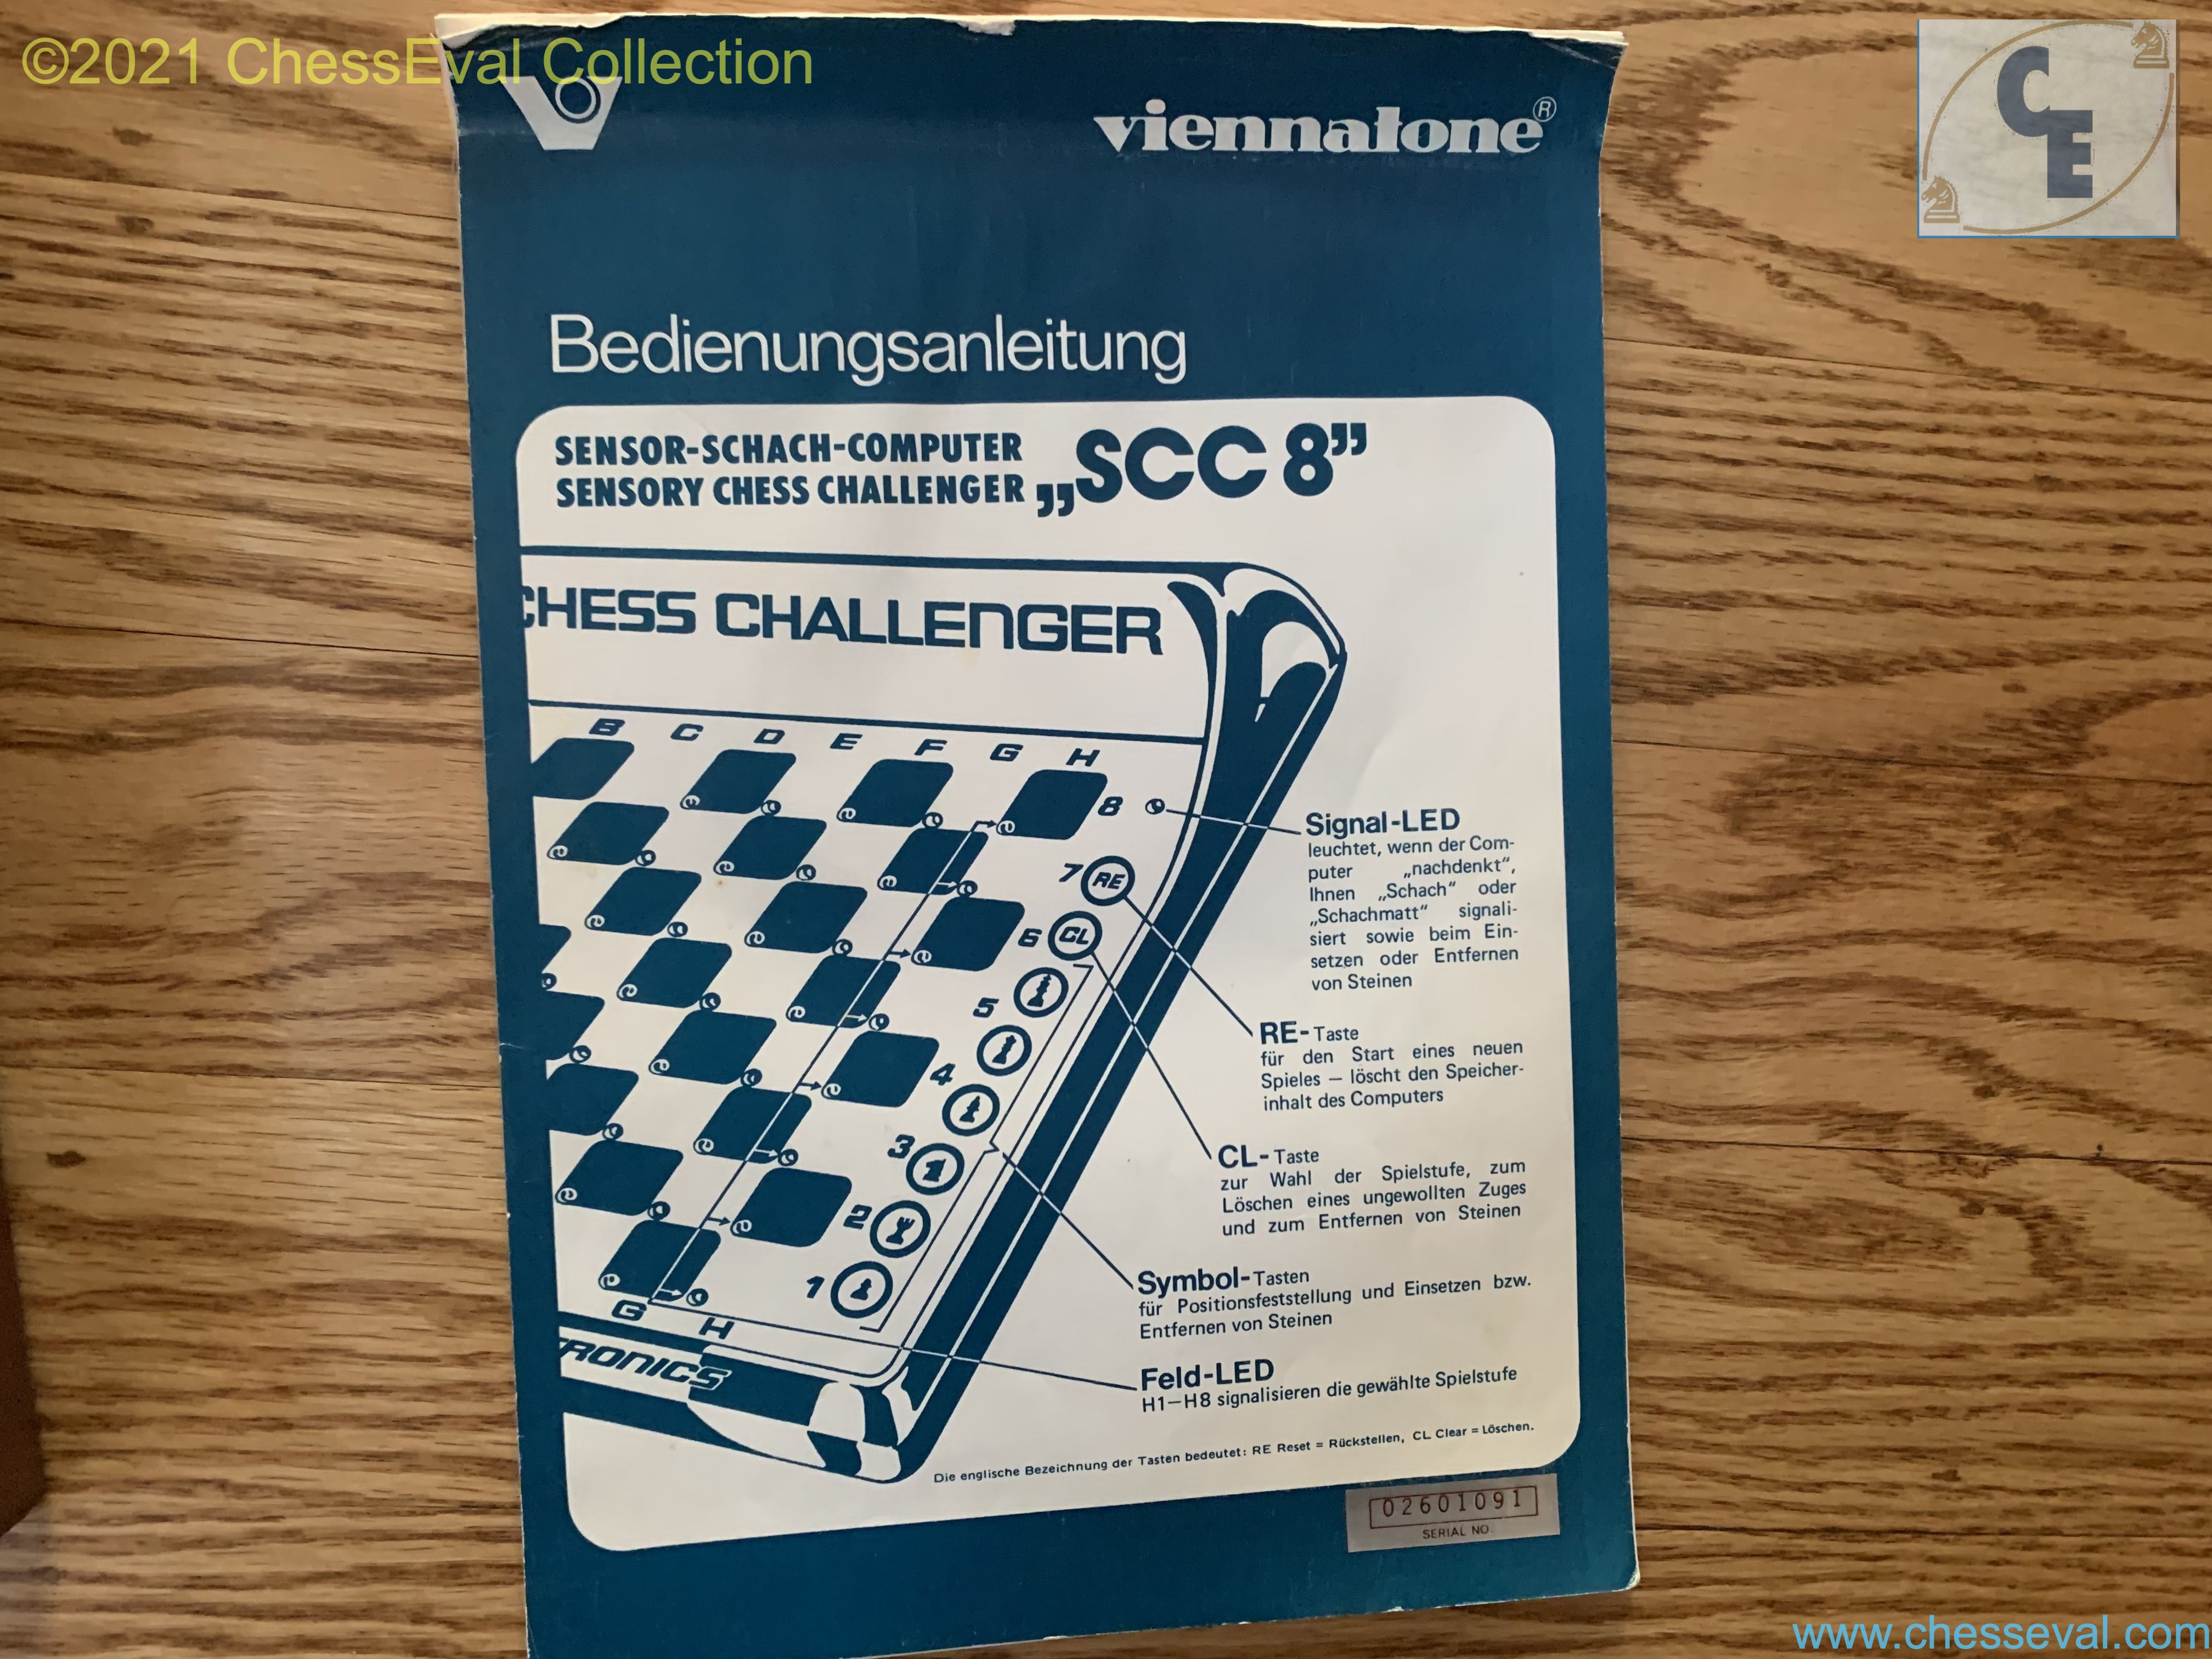 ©2021 ChessEval Collection
CE
viennatone®
Bedienungsanleitung
SENSOR-SCHACH-COMPUTER
SENSORY CHESS CHALLENGER „SCC 8”
CHESS CHALLENGER
B C D E F G H
8
7 RE
6 CL
5
4
3
2
1
G H
RONICS
Signal-LED
leuchtet, wenn der Com-
puter „nachdenkt“,
Ihnen „Schach“ oder
„Schachmatt“ signali-
siert sowie beim Ein-
setzen oder Entfernen
von Steinen
RE-Taste
für den Start eines neuen
Spieles — löscht den Speicher-
inhalt des Computers
CL-Taste
zur Wahl der Spielstufe, zum
Löschen eines ungewollten Zuges
und zum Entfernen von Steinen
Symbol-Tasten
für Positionsfeststellung und Einsetzen bzw.
Entfernen von Steinen
Feld-LED
H1—H8 signalisieren die gewählte Spielstufe
Die englische Bezeichnung der Tasten bedeutet: RE Reset = Rückstellen, CL Clear = Löschen.
02601091
SERIAL NO.
www.chesseval.com